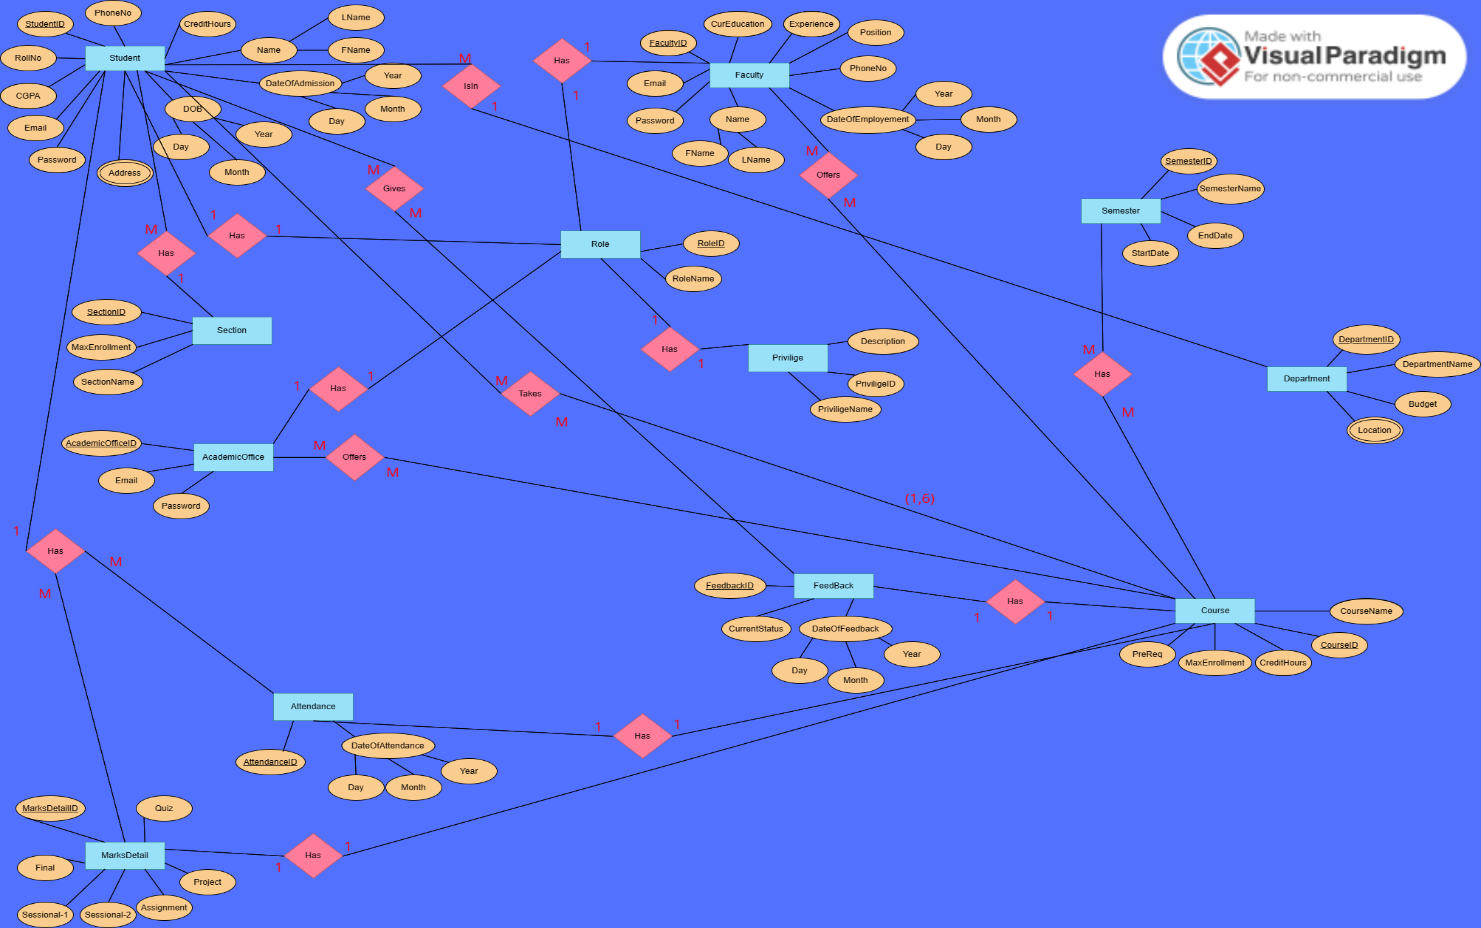 StudentID
PhoneNo
CreditHours
LName
RollNo
Student
Name
FName
CGPA
DateOfAdmission
Year
Month
Day
Email
DOB
Year
Day
Month
Password
Address
M
IsIn
1
Has
1
1
FacultyID
CurEducation
Experience
Position
Faculty
PhoneNo
Email
Password
Name
FName
LName
DateOfEmployement
Year
Month
Day
Made with
Visual Paradigm
For non-commercial use
M
Offers
M
M
Gives
M
SemesterID
SemesterName
Semester
EndDate
StartDate
M
Has
1
1
Has
1
Role
RoleID
RoleName
SectionID
Section
MaxEnrollment
SectionName
1
Has
1
Privilige
Description
PriviligeID
PriviligeName
M
Has
M
DepartmentID
DepartmentName
Department
Budget
Location
1
Has
1
M
Takes
M
(1,6)
AcademicOfficeID
AcademicOffice
Email
Password
M
Offers
M
1
Has
M
M
FeedbackID
FeedBack
CurrentStatus
DateOfFeedback
Day
Month
Year
1
Has
1
Course
CourseName
CourseID
PreReq
MaxEnrollment
CreditHours
Attendance
AttendanceID
DateOfAttendance
Day
Month
Year
1
Has
1
MarksDetailID
Quiz
MarksDetail
Final
Project
Sessional-1
Sessional-2
Assignment
1
Has
1